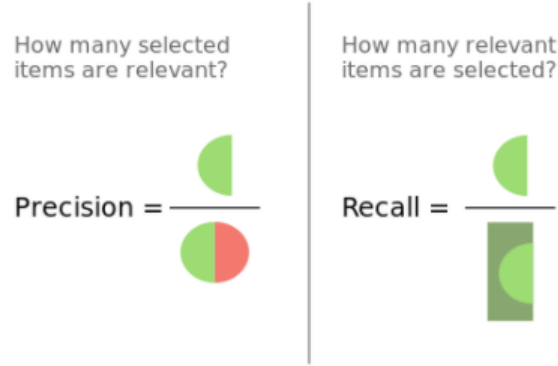 How many selected
items are relevant?
Precision =
How many relevant
items are selected?
Recall =